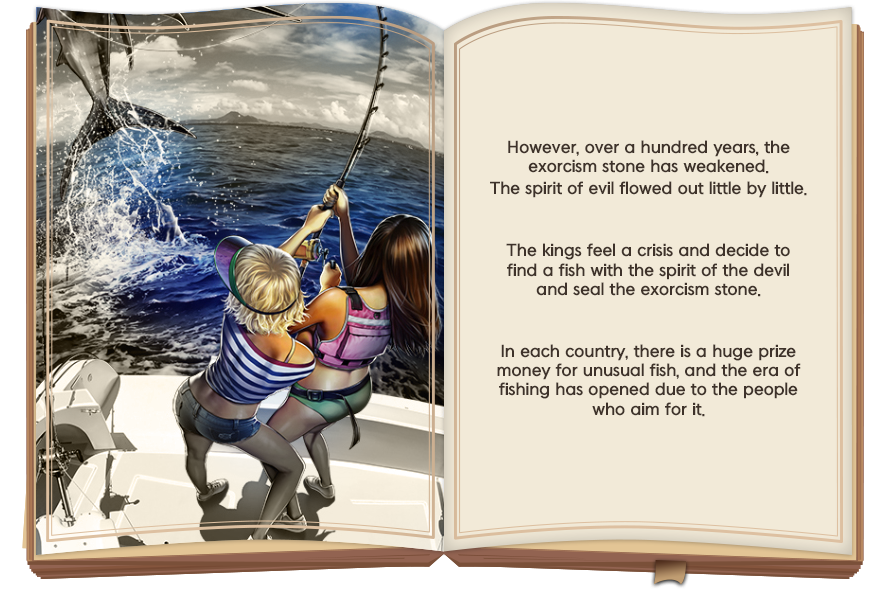 However, over a hundred years, the
exorcism stone has weakened.
The spirit of evil flowed out little by little.
The kings feel a crisis and decide to
find a fish with the spirit of the devil
and seal the exorcism stone.
In each country, there is a huge prize
money for unusual fish, and the era of
fishing has opened due to the people
who aim for it.